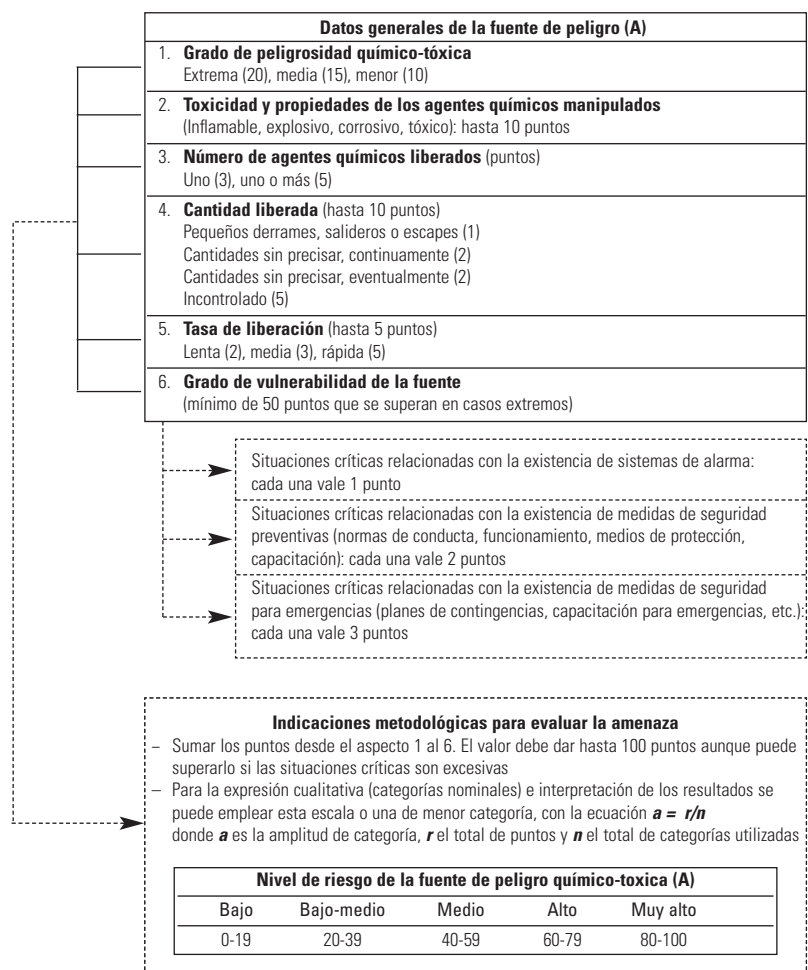 Datos generales de la fuente de peligro (A)
1. Grado de peligrosidad químico-tóxica
Extrema (20), media (15), menor (10)
2. Toxicidad y propiedades de los agentes químicos manipulados
(Inflamable, explosivo, corrosivo, tóxico): hasta 10 puntos
3. Número de agentes químicos liberados (puntos)
Uno (3), uno o más (5)
4. Cantidad liberada (hasta 10 puntos)
Pequeños derrames, salideros o escapes (1)
Cantidades sin precisar, continuamente (2)
Cantidades sin precisar, eventualmente (2)
Incontrolado (5)
5. Tasa de liberación (hasta 5 puntos)
Lenta (2), media (3), rápida (5)
6. Grado de vulnerabilidad de la fuente
(mínimo de 50 puntos que se superan en casos extremos)
Situaciones críticas relacionadas con la existencia de sistemas de alarma:
cada una vale 1 punto
Situaciones críticas relacionadas con la existencia de medidas de seguridad
preventivas (normas de conducta, funcionamiento, medios de protección,
capacitación): cada una vale 2 puntos
Situaciones críticas relacionadas con la existencia de medidas de seguridad
para emergencias (planes de contingencias, capacitación para emergencias, etc.):
cada una vale 3 puntos
Indicaciones metodológicas para evaluar la amenaza
– Sumar los puntos desde el aspecto 1 al 6. El valor debe dar hasta 100 puntos aunque puede
superarlo si las situaciones críticas son excesivas
– Para la expresión cualitativa (categorías nominales) e interpretación de los resultados se
puede emplear esta escala o una de menor categoría, con la ecuación a = r/n
donde a es la amplitud de categoría, r el total de puntos y n el total de categorías utilizadas
Nivel de riesgo de la fuente de peligro químico-toxica (A)
Bajo Bajo-medio Medio Alto Muy alto
0-19 20-39 40-59 60-79 80-100